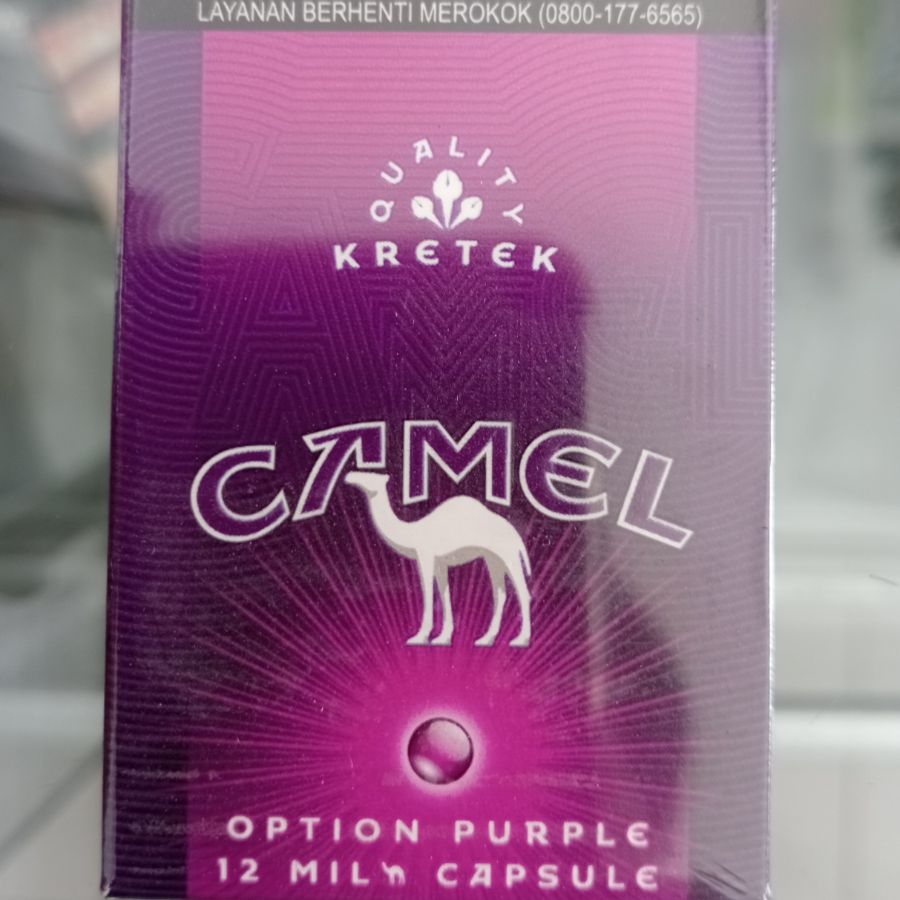 LAYANAN BERHENTI MEROKOK (0800-177-6565)
QUALITY
KRETEK
CAMEL
OPTION PURPLE
12 MILD CAPSULE